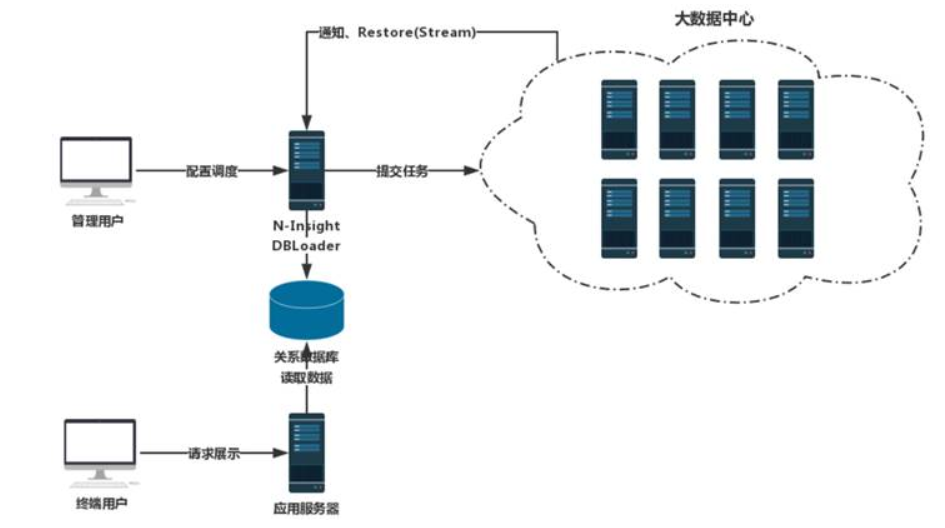 大数据中心
通知、Restore(Stream)
配置调度
提交任务
管理用户
N-Insight
DBLoader
关系数据库
读取数据
请求展示
终端用户
应用服务器